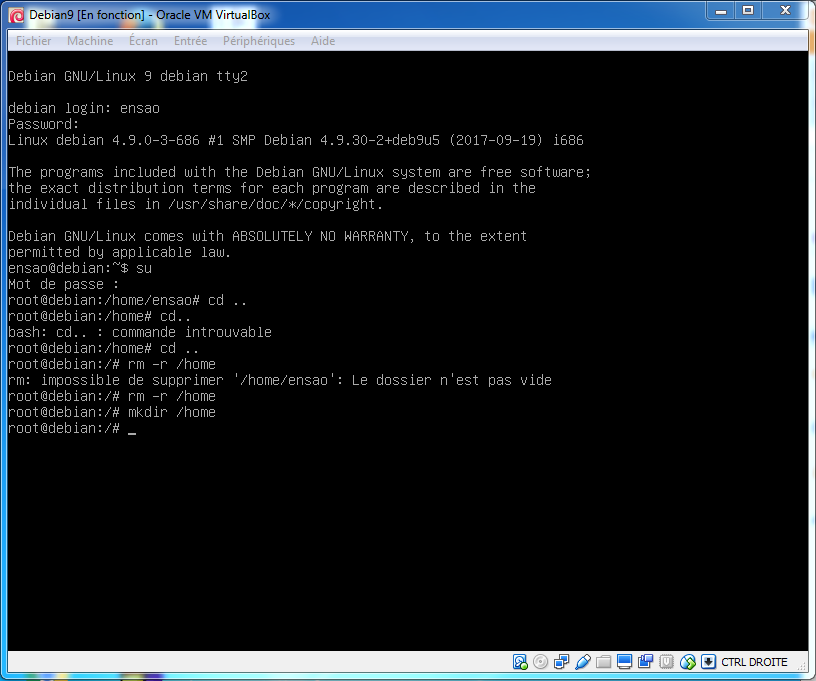 Debian9 [En fonction] - Oracle VM VirtualBox
Fichier Machine Écran Entrée Périphériques Aide
Debian GNU/Linux 9 debian tty2
debian login: ensao
Password:
Linux debian 4.9.0-3-686 #1 SMP Debian 4.9.30-2+deb9u5 (2017-09-19) i686
The programs included with the Debian GNU/Linux system are free software;
the exact distribution terms for each program are described in the
individual files in /usr/share/doc/*/copyright.
Debian GNU/Linux comes with ABSOLUTELY NO WARRANTY, to the extent
permitted by applicable law.
ensao@debian:~$ su
Mot de passe :
root@debian:/home/ensao# cd ..
root@debian:/home# cd..
bash: cd.. : commande introuvable
root@debian:/home# cd ..
root@debian:/# rm -r /home
rm: impossible de supprimer '/home/ensao': Le dossier n'est pas vide
root@debian:/# rm -r /home
root@debian:/# mkdir /home
root@debian:/# _
CTRL DROITE